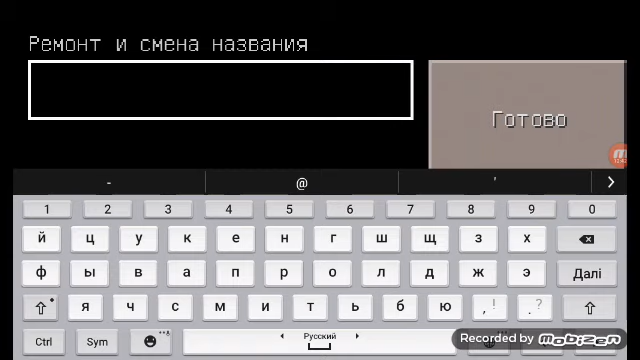 Ремонт и смена названия
Готово
- @ '
1 2 3 4 5 6 7 8 9 0
й ц у к е н г ш щ з х
ф ы в а п р о л д ж э Далі
я ч с м и т ь б ю , ! . ?
Ctrl Sym Русский
Recorded by mobizen